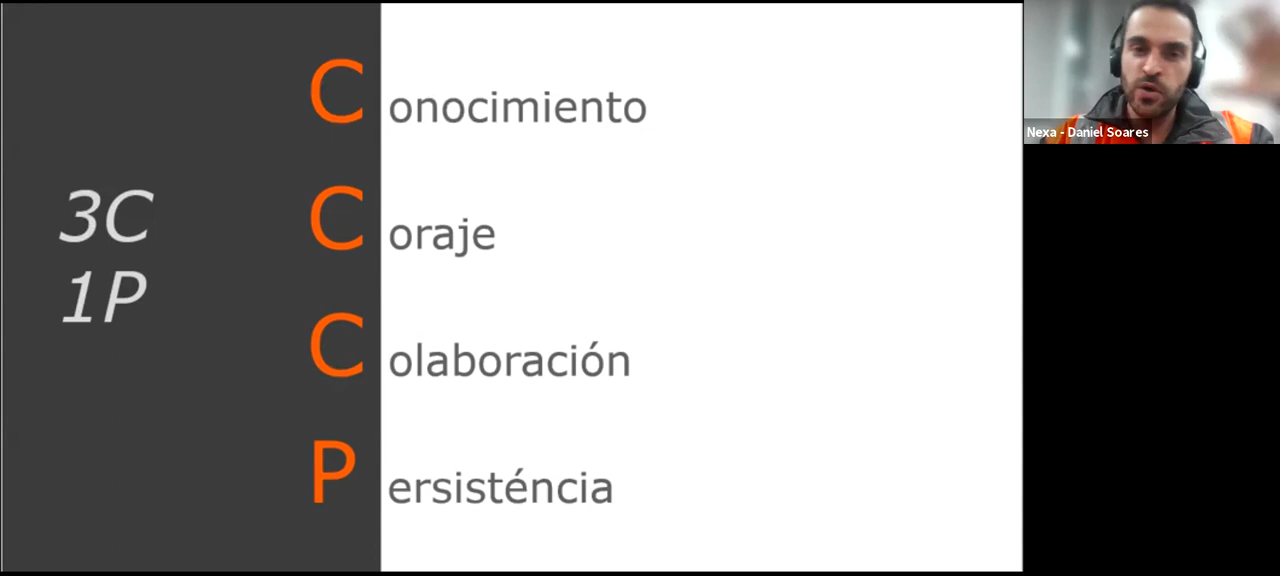 3C
1P
Conocimiento
Coraje
Colaboración
Persisténcia
Nexa - Daniel Soares